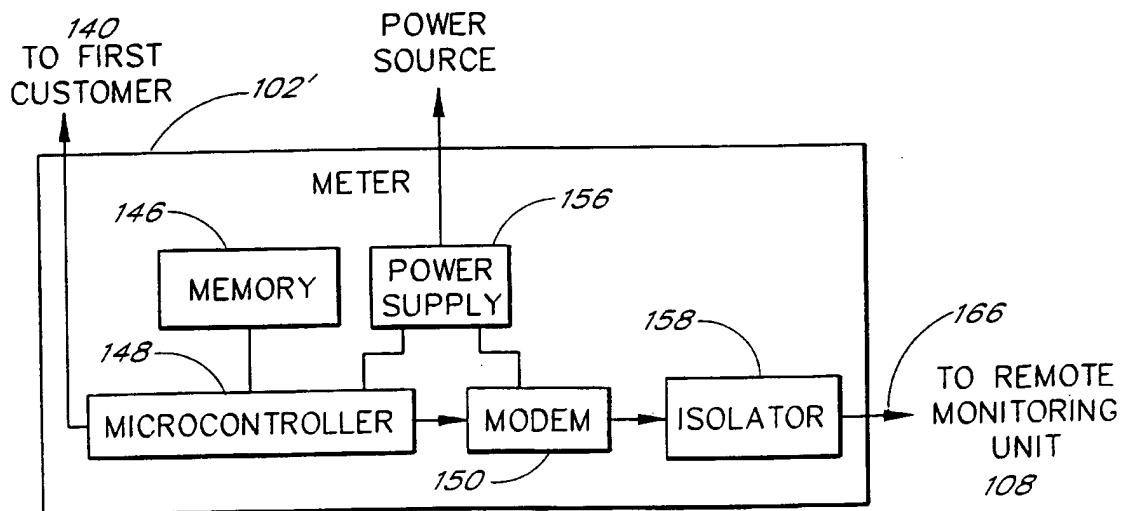 140
TO FIRST
CUSTOMER
102'
POWER
SOURCE
METER
146
156
MEMORY
POWER
SUPPLY
148
158
166
MICROCONTROLLER
MODEM
ISOLATOR
150
TO REMOTE
MONITORING
UNIT
108